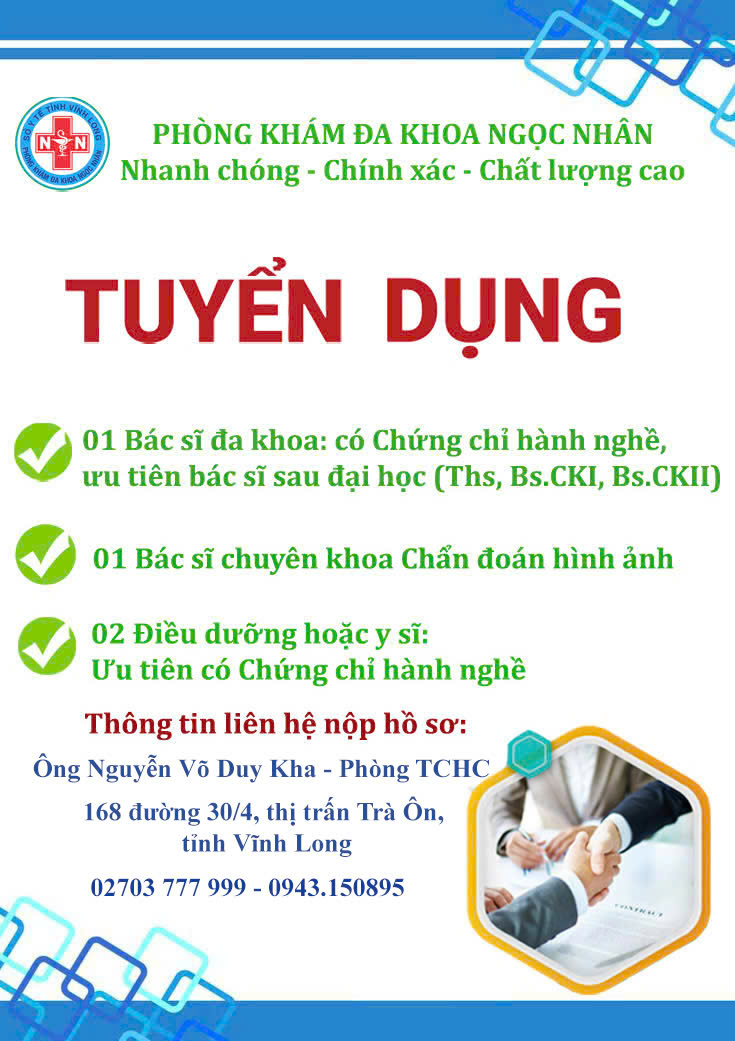 SỞ Y TẾ TỈNH VĨNH LONG
N N
PHÒNG KHÁM ĐA KHOA NGỌC NHÂN
PHÒNG KHÁM ĐA KHOA NGỌC NHÂN
Nhanh chóng - Chính xác - Chất lượng cao
TUYỂN DỤNG
01 Bác sĩ đa khoa: có Chứng chỉ hành nghề,
ưu tiên bác sĩ sau đại học (Ths, Bs.CKI, Bs.CKII)
01 Bác sĩ chuyên khoa Chẩn đoán hình ảnh
02 Điều dưỡng hoặc y sĩ:
Ưu tiên có Chứng chỉ hành nghề
Thông tin liên hệ nộp hồ sơ:
Ông Nguyễn Võ Duy Kha - Phòng TCHC
168 đường 30/4, thị trấn Trà Ôn,
tỉnh Vĩnh Long
02703 777 999 - 0943.150895
CONTRACT